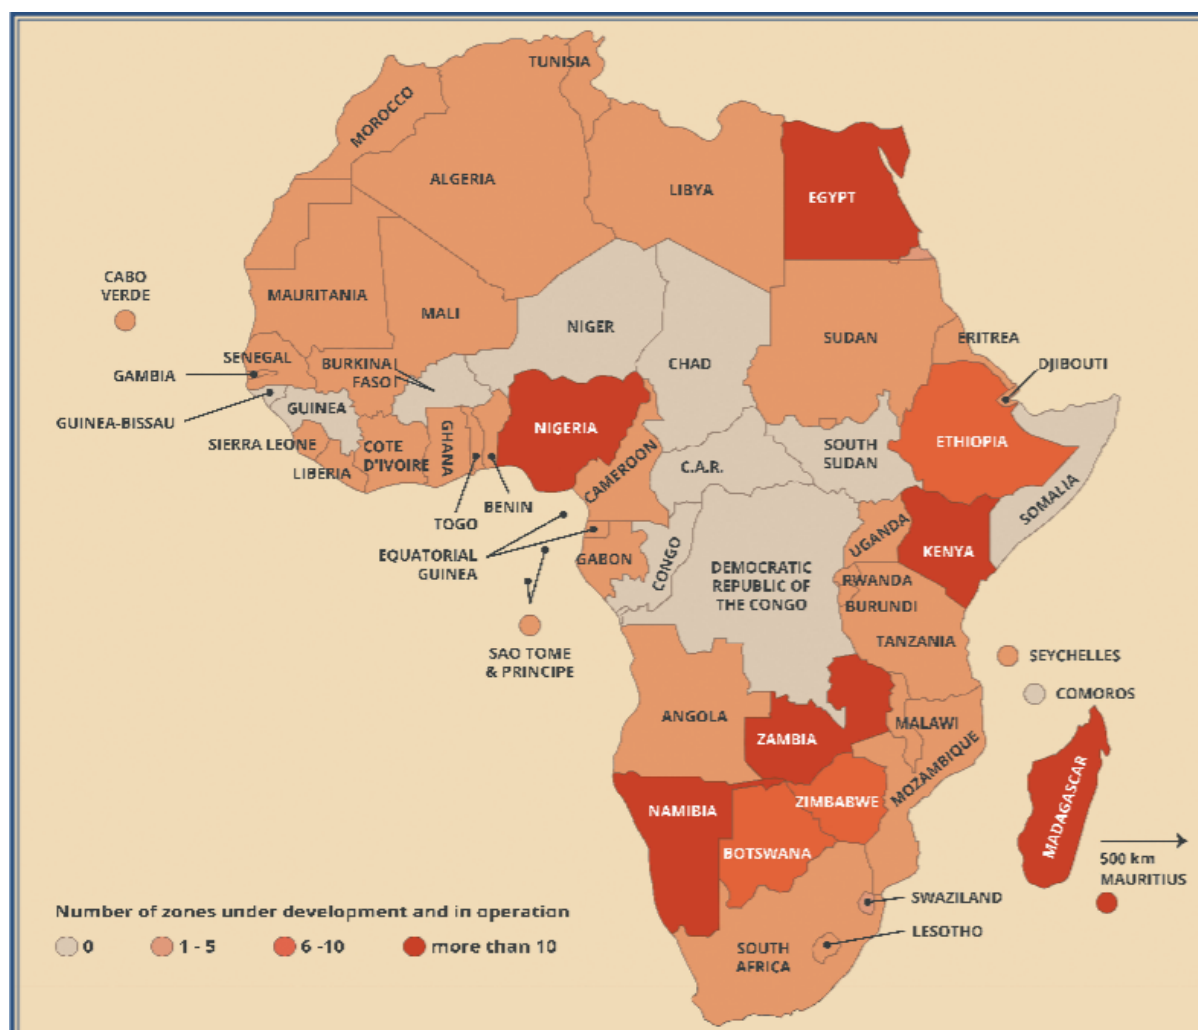 TUNISIA
MOROCCO
ALGERIA
LIBYA
EGYPT
CABO
VERDE
MAURITANIA
MALI
NIGER
CHAD
SUDAN
ERITREA
DJIBOUTI
SENEGAL
GAMBIA
BURKINA
FASO
GUINEA-BISSAU
GUINEA
NIGERIA
ETHIOPIA
SIERRA LEONE
COTE
D'IVOIRE
GHANA
LIBERIA
CAMEROON
C.A.R.
SOUTH
SUDAN
SOMALIA
TOGO
BENIN
EQUATORIAL
GUINEA
GABON
CONGO
DEMOCRATIC
REPUBLIC OF
THE CONGO
UGANDA
KENYA
RWANDA
BURUNDI
TANZANIA
SAO TOME
& PRINCIPE
SEYCHELLES
COMOROS
ANGOLA
ZAMBIA
MALAWI
MOZAMBIQUE
NAMIBIA
ZIMBABWE
BOTSWANA
MADAGASCAR
500 km
MAURITIUS
SWAZILAND
LESOTHO
SOUTH
AFRICA
Number of zones under development and in operation
0 1 - 5 6 -10 more than 10